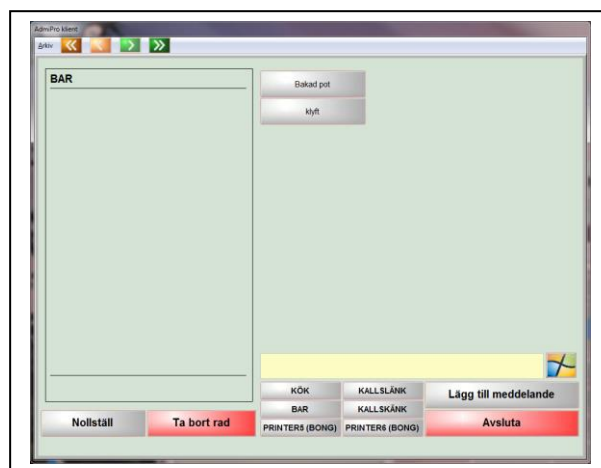 AdmiPro klient
Arkiv
BAR
Bakad pot
klyft
KÖK
KALLSLÄNK
Lägg till meddelande
BAR
KALLSKÄNK
Nollställ
Ta bort rad
PRINTER5 (BONG)
PRINTER6 (BONG)
Avsluta